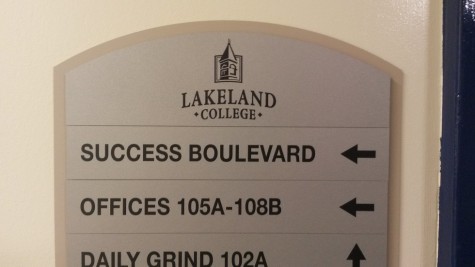 LAKELAND
• COLLEGE •
SUCCESS BOULEVARD ←
OFFICES 105A-108B ←
DAILY GRIND 102A ↑